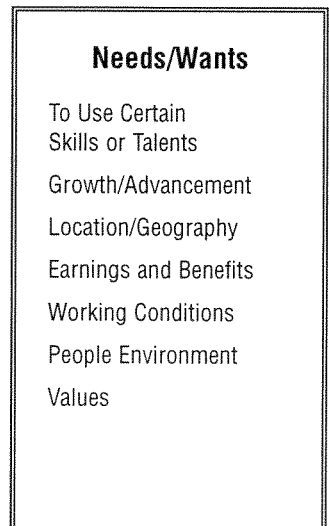 Needs/Wants
To Use Certain
Skills or Talents
Growth/Advancement
Location/Geography
Earnings and Benefits
Working Conditions
People Environment
Values